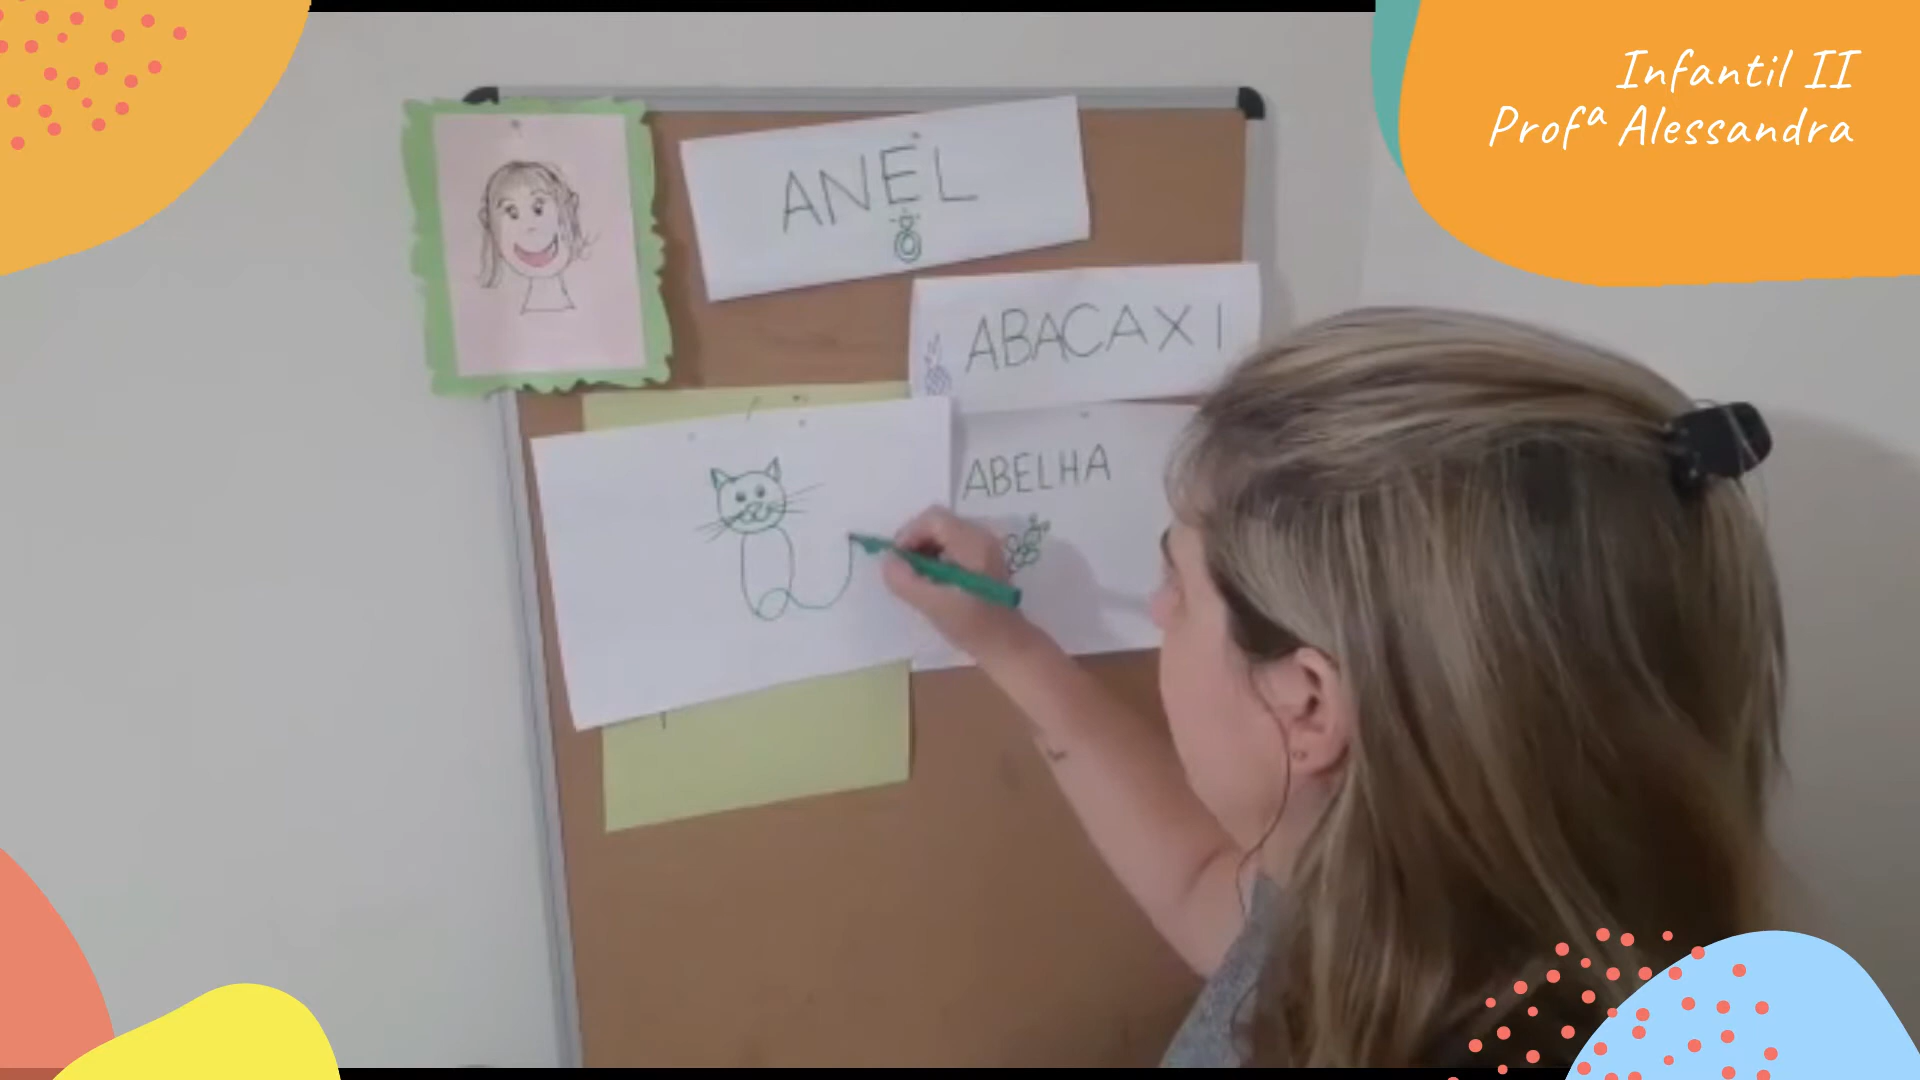 Infantil II
Profª Alessandra
ANEL
ABACAXI
ABELHA